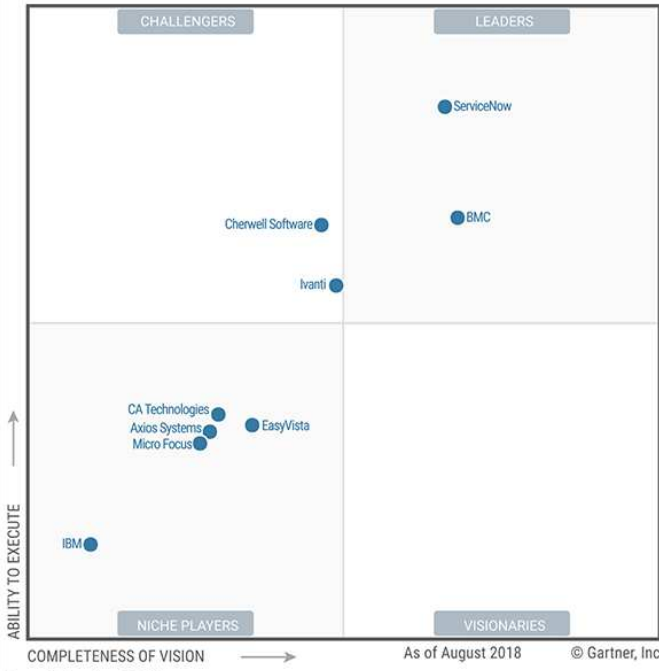 CHALLENGERS
LEADERS
ServiceNow
Cherwell Software
BMC
Ivanti
CA Technologies
Axios Systems
EasyVista
Micro Focus
IBM
ABILITY TO EXECUTE
NICHE PLAYERS
VISIONARIES
COMPLETENESS OF VISION
As of August 2018
© Gartner, Inc